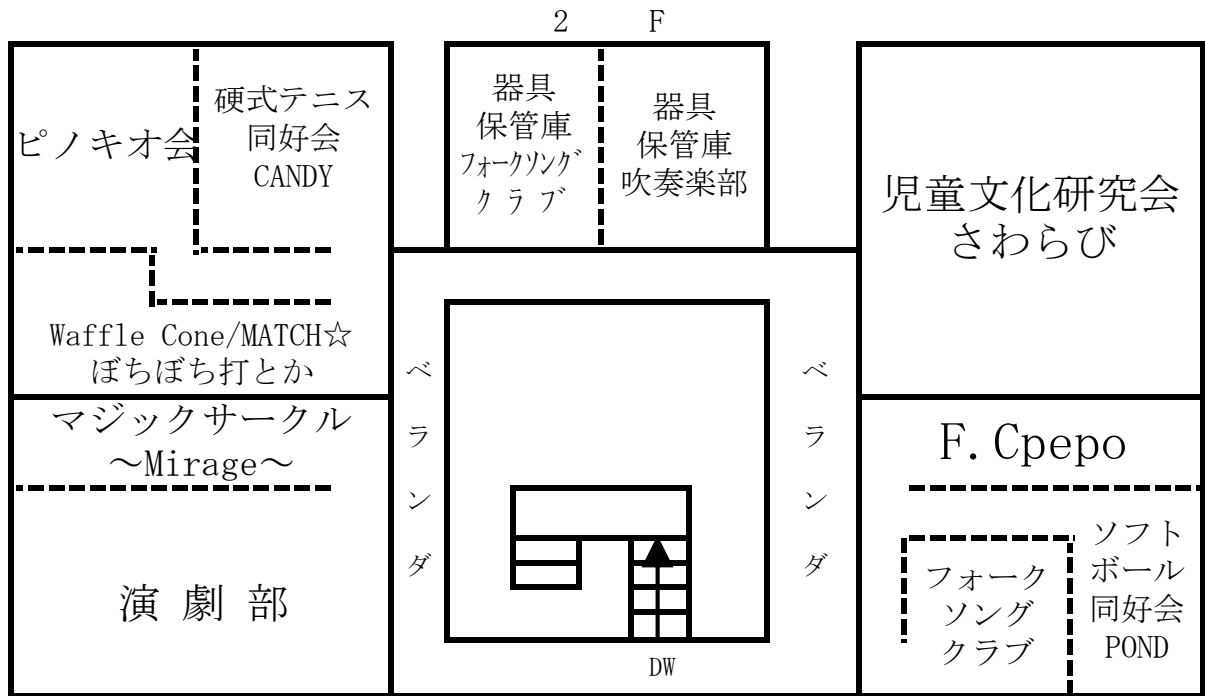 2 F
ピノキオ会
硬式テニス
同好会
CANDY
器具
保管庫
フォークソング
クラブ
器具
保管庫
吹奏楽部
児童文化研究会
さわらび
Waffle Cone/MATCH☆
ぼちぼち打とか
ベランダ
ベランダ
マジックサークル
～Mirage～
F.Cpepo
演劇部
フォーク
ソング
クラブ
ソフト
ボール
同好会
POND
DW